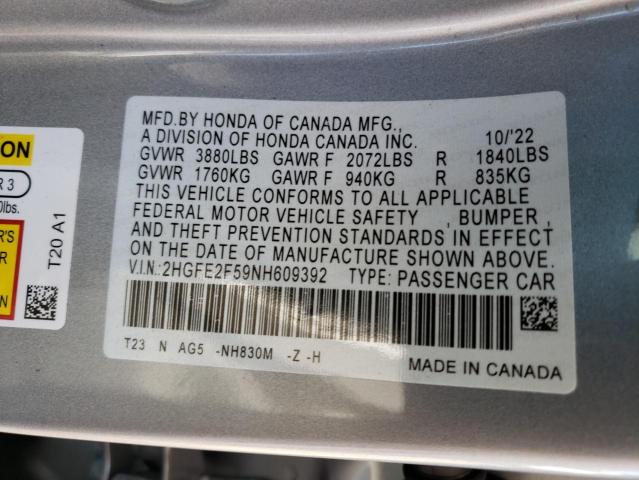 MFD.BY HONDA OF CANADA MFG.,
A DIVISION OF HONDA CANADA INC. 10/'22
GVWR 3880LBS GAWR F 2072LBS R 1840LBS
GVWR 1760KG GAWR F 940KG R 835KG
THIS VEHICLE CONFORMS TO ALL APPLICABLE
FEDERAL MOTOR VEHICLE SAFETY , BUMPER ,
AND THEFT PREVENTION STANDARDS IN EFFECT
ON THE DATE OF MANUFACTURE SHOWN ABOVE.
V.I.N.:2HGFE2F59NH609392 TYPE: PASSENGER CAR
T23 N AG5 -NH830M -Z -H
MADE IN CANADA
ION
R 3
0lbs.
R'S
R
N
T20 A1